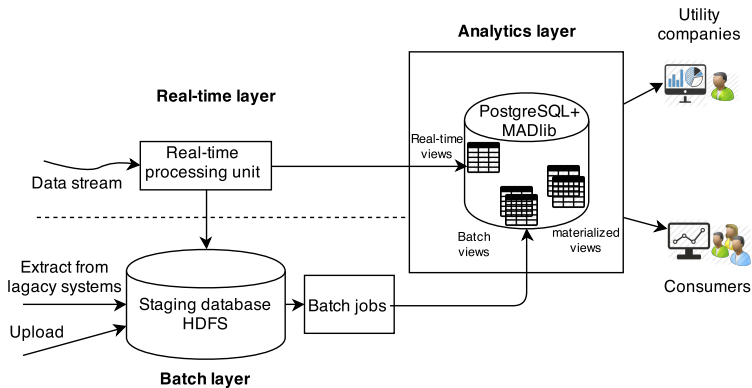 Utility
companies
Analytics layer
Real-time layer
PostgreSQL+
MADlib
Real-time
views
Real-time
processing unit
Data stream
Batch
views
materialized
views
Extract from
lagacy systems
Staging database
HDFS
Batch jobs
Consumers
Upload
Batch layer